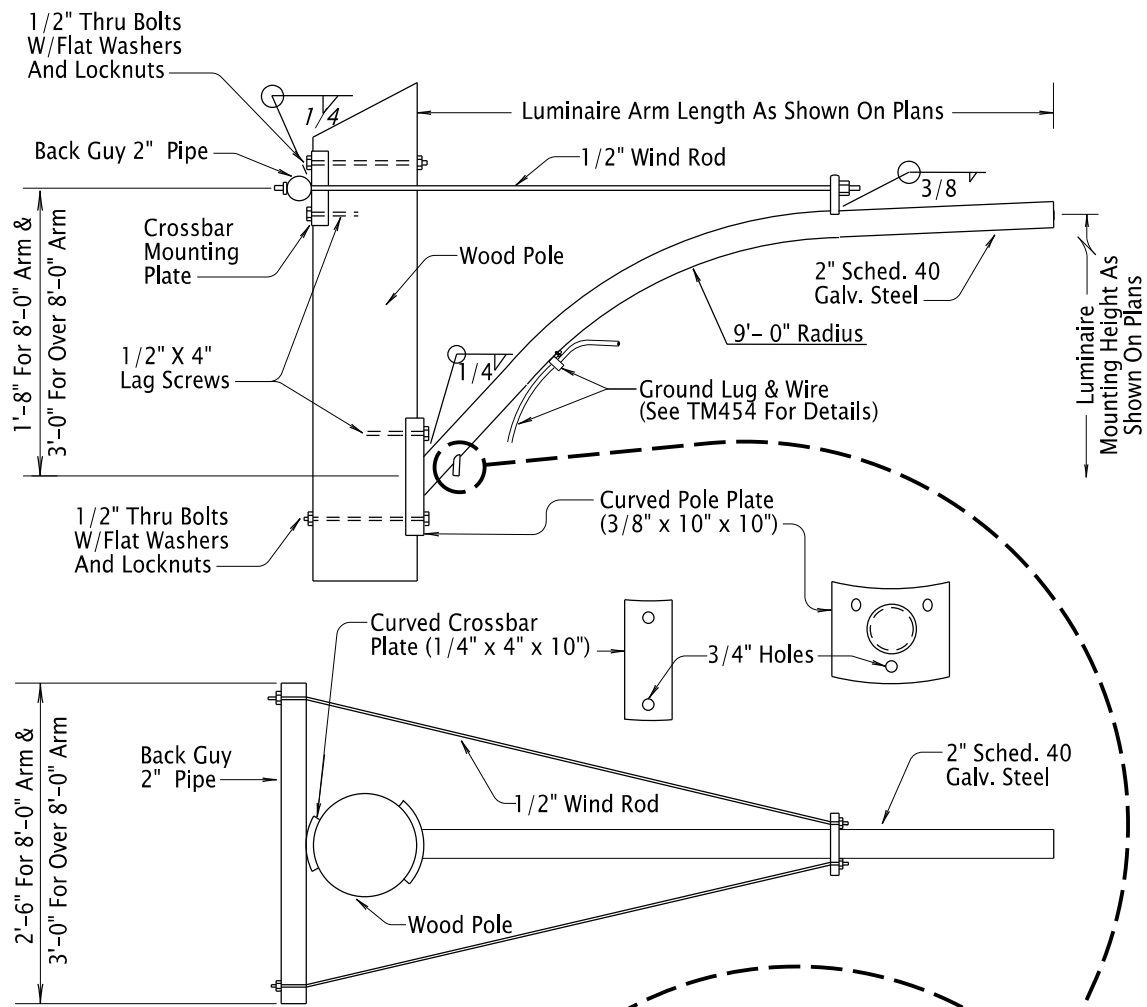 1/2" Thru Bolts
W/Flat Washers
And Locknuts
1/4
Luminaire Arm Length As Shown On Plans
Back Guy 2" Pipe
1/2" Wind Rod
3/8
Crossbar
Mounting
Plate
Wood Pole
2" Sched. 40
Galv. Steel
9'- 0" Radius
1'-8" For 8'-0" Arm &
3'-0" For Over 8'-0" Arm
Luminaire
Mounting Height As
Shown On Plans
1/2" X 4"
Lag Screws
1/4
Ground Lug & Wire
(See TM454 For Details)
1/2" Thru Bolts
W/Flat Washers
And Locknuts
Curved Pole Plate
(3/8" x 10" x 10")
Curved Crossbar
Plate (1/4" x 4" x 10")
3/4" Holes
2'-6" For 8'-0" Arm &
3'-0" For Over 8'-0" Arm
Back Guy
2" Pipe
1/2" Wind Rod
2" Sched. 40
Galv. Steel
Wood Pole